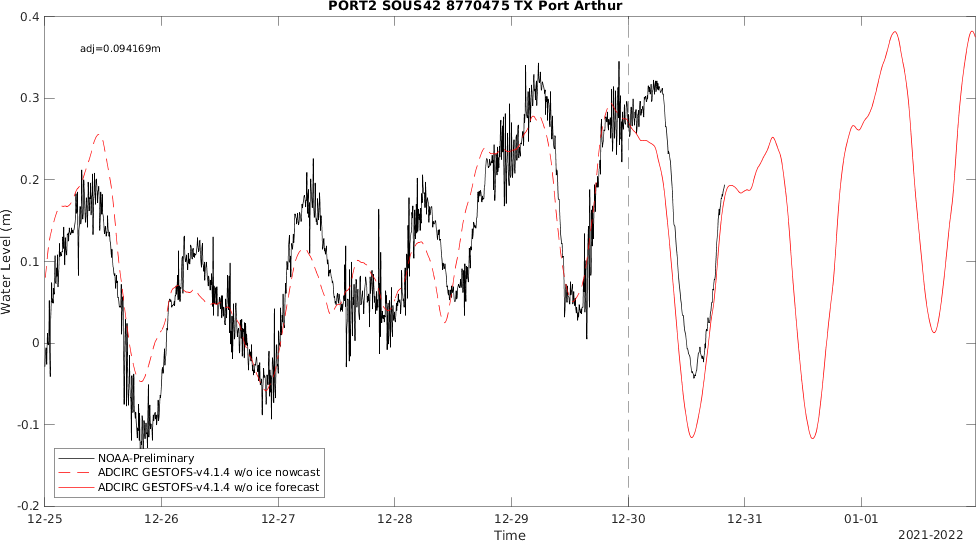 PORT2 SOUS42 8770475 TX Port Arthur
adj=0.094169m
0.4
0.3
0.2
0.1
0
-0.1
-0.2
Water Level (m)
NOAA-Preliminary
ADCIRC GESTOFS-v4.1.4 w/o ice nowcast
ADCIRC GESTOFS-v4.1.4 w/o ice forecast
12-25 12-26 12-27 12-28 12-29 12-30 12-31 01-01
Time
2021-2022